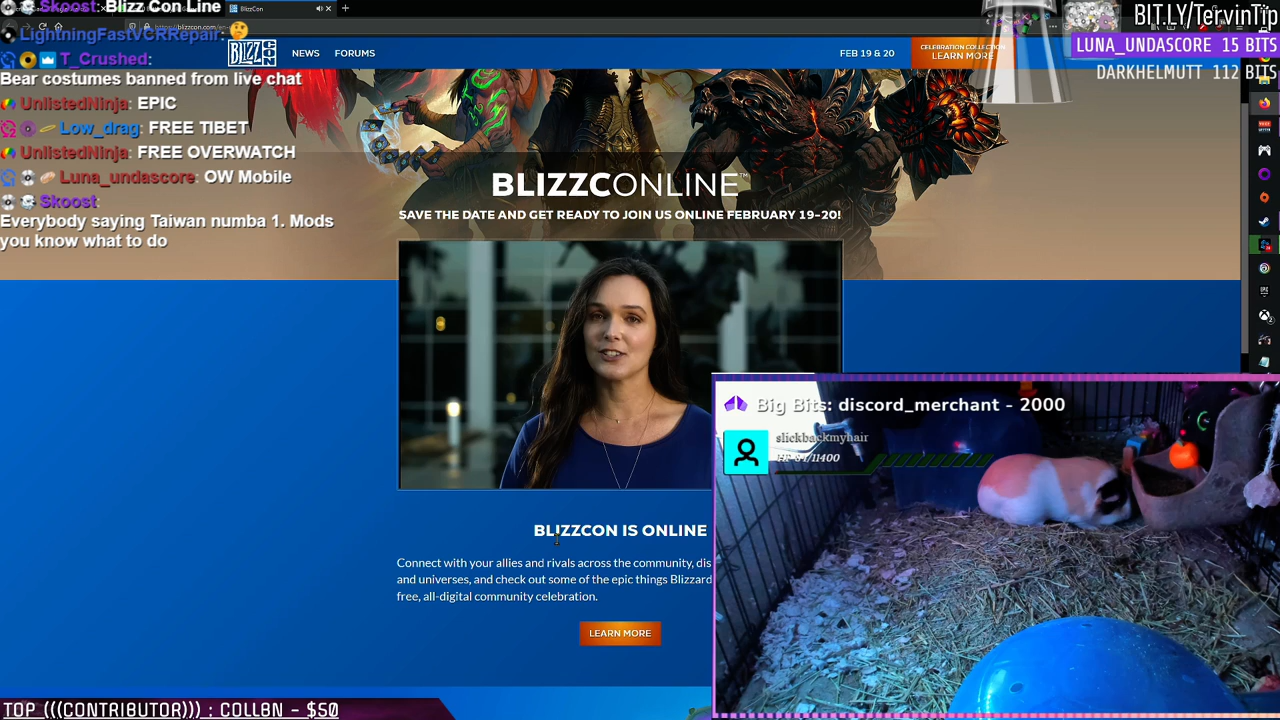 Skoost: Blizz Con Line
LightningFastVCRRepair:
T_Crushed:
Bear costumes banned from live chat
UnlistedNinja: EPIC
Low_drag: FREE TIBET
UnlistedNinja: FREE OVERWATCH
Luna_undascore: OW Mobile
Skoost:
Everybody saying Taiwan numba 1. Mods
you know what to do
BlizzCon
BLIZZ CON
NEWS
FORUMS
FEB 19 & 20
CELEBRATION COLLECTION
LEARN MORE
BIT.LY/TervinTip
LUNA_UNDASCORE 15 BITS
DARKHELMUTT 112 BITS
BLIZZCONLINE™
SAVE THE DATE AND GET READY TO JOIN US ONLINE FEBRUARY 19-20!
BLIZZCON IS ONLINE
Connect with your allies and rivals across the community, dis
and universes, and check out some of the epic things Blizzard
free, all-digital community celebration.
LEARN MORE
Big Bits: discord_merchant - 2000
slickbackmyhair
TOP (((CONTRIBUTOR))) : COLL8N - $50